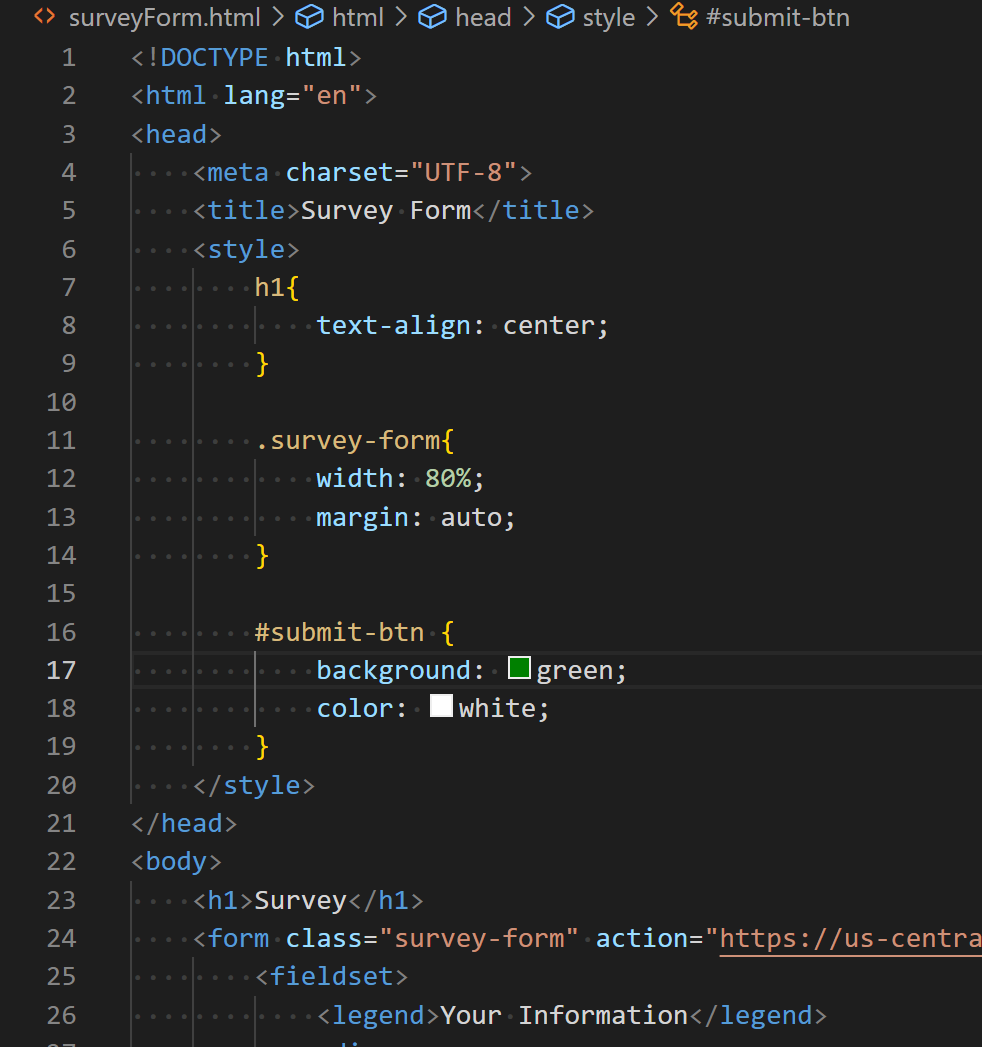 surveyForm.html > html > head > style > #submit-btn
1 <!DOCTYPE html>
2 <html lang="en">
3 <head>
4     <meta charset="UTF-8">
5     <title>Survey Form</title>
6     <style>
7         h1{
8             text-align: center;
9         }
10
11         .survey-form{
12             width: 80%;
13             margin: auto;
14         }
15
16         #submit-btn {
17             background: green;
18             color: white;
19         }
20     </style>
21 </head>
22 <body>
23     <h1>Survey</h1>
24     <form class="survey-form" action="https://us-centra
25         <fieldset>
26             <legend>Your Information</legend>